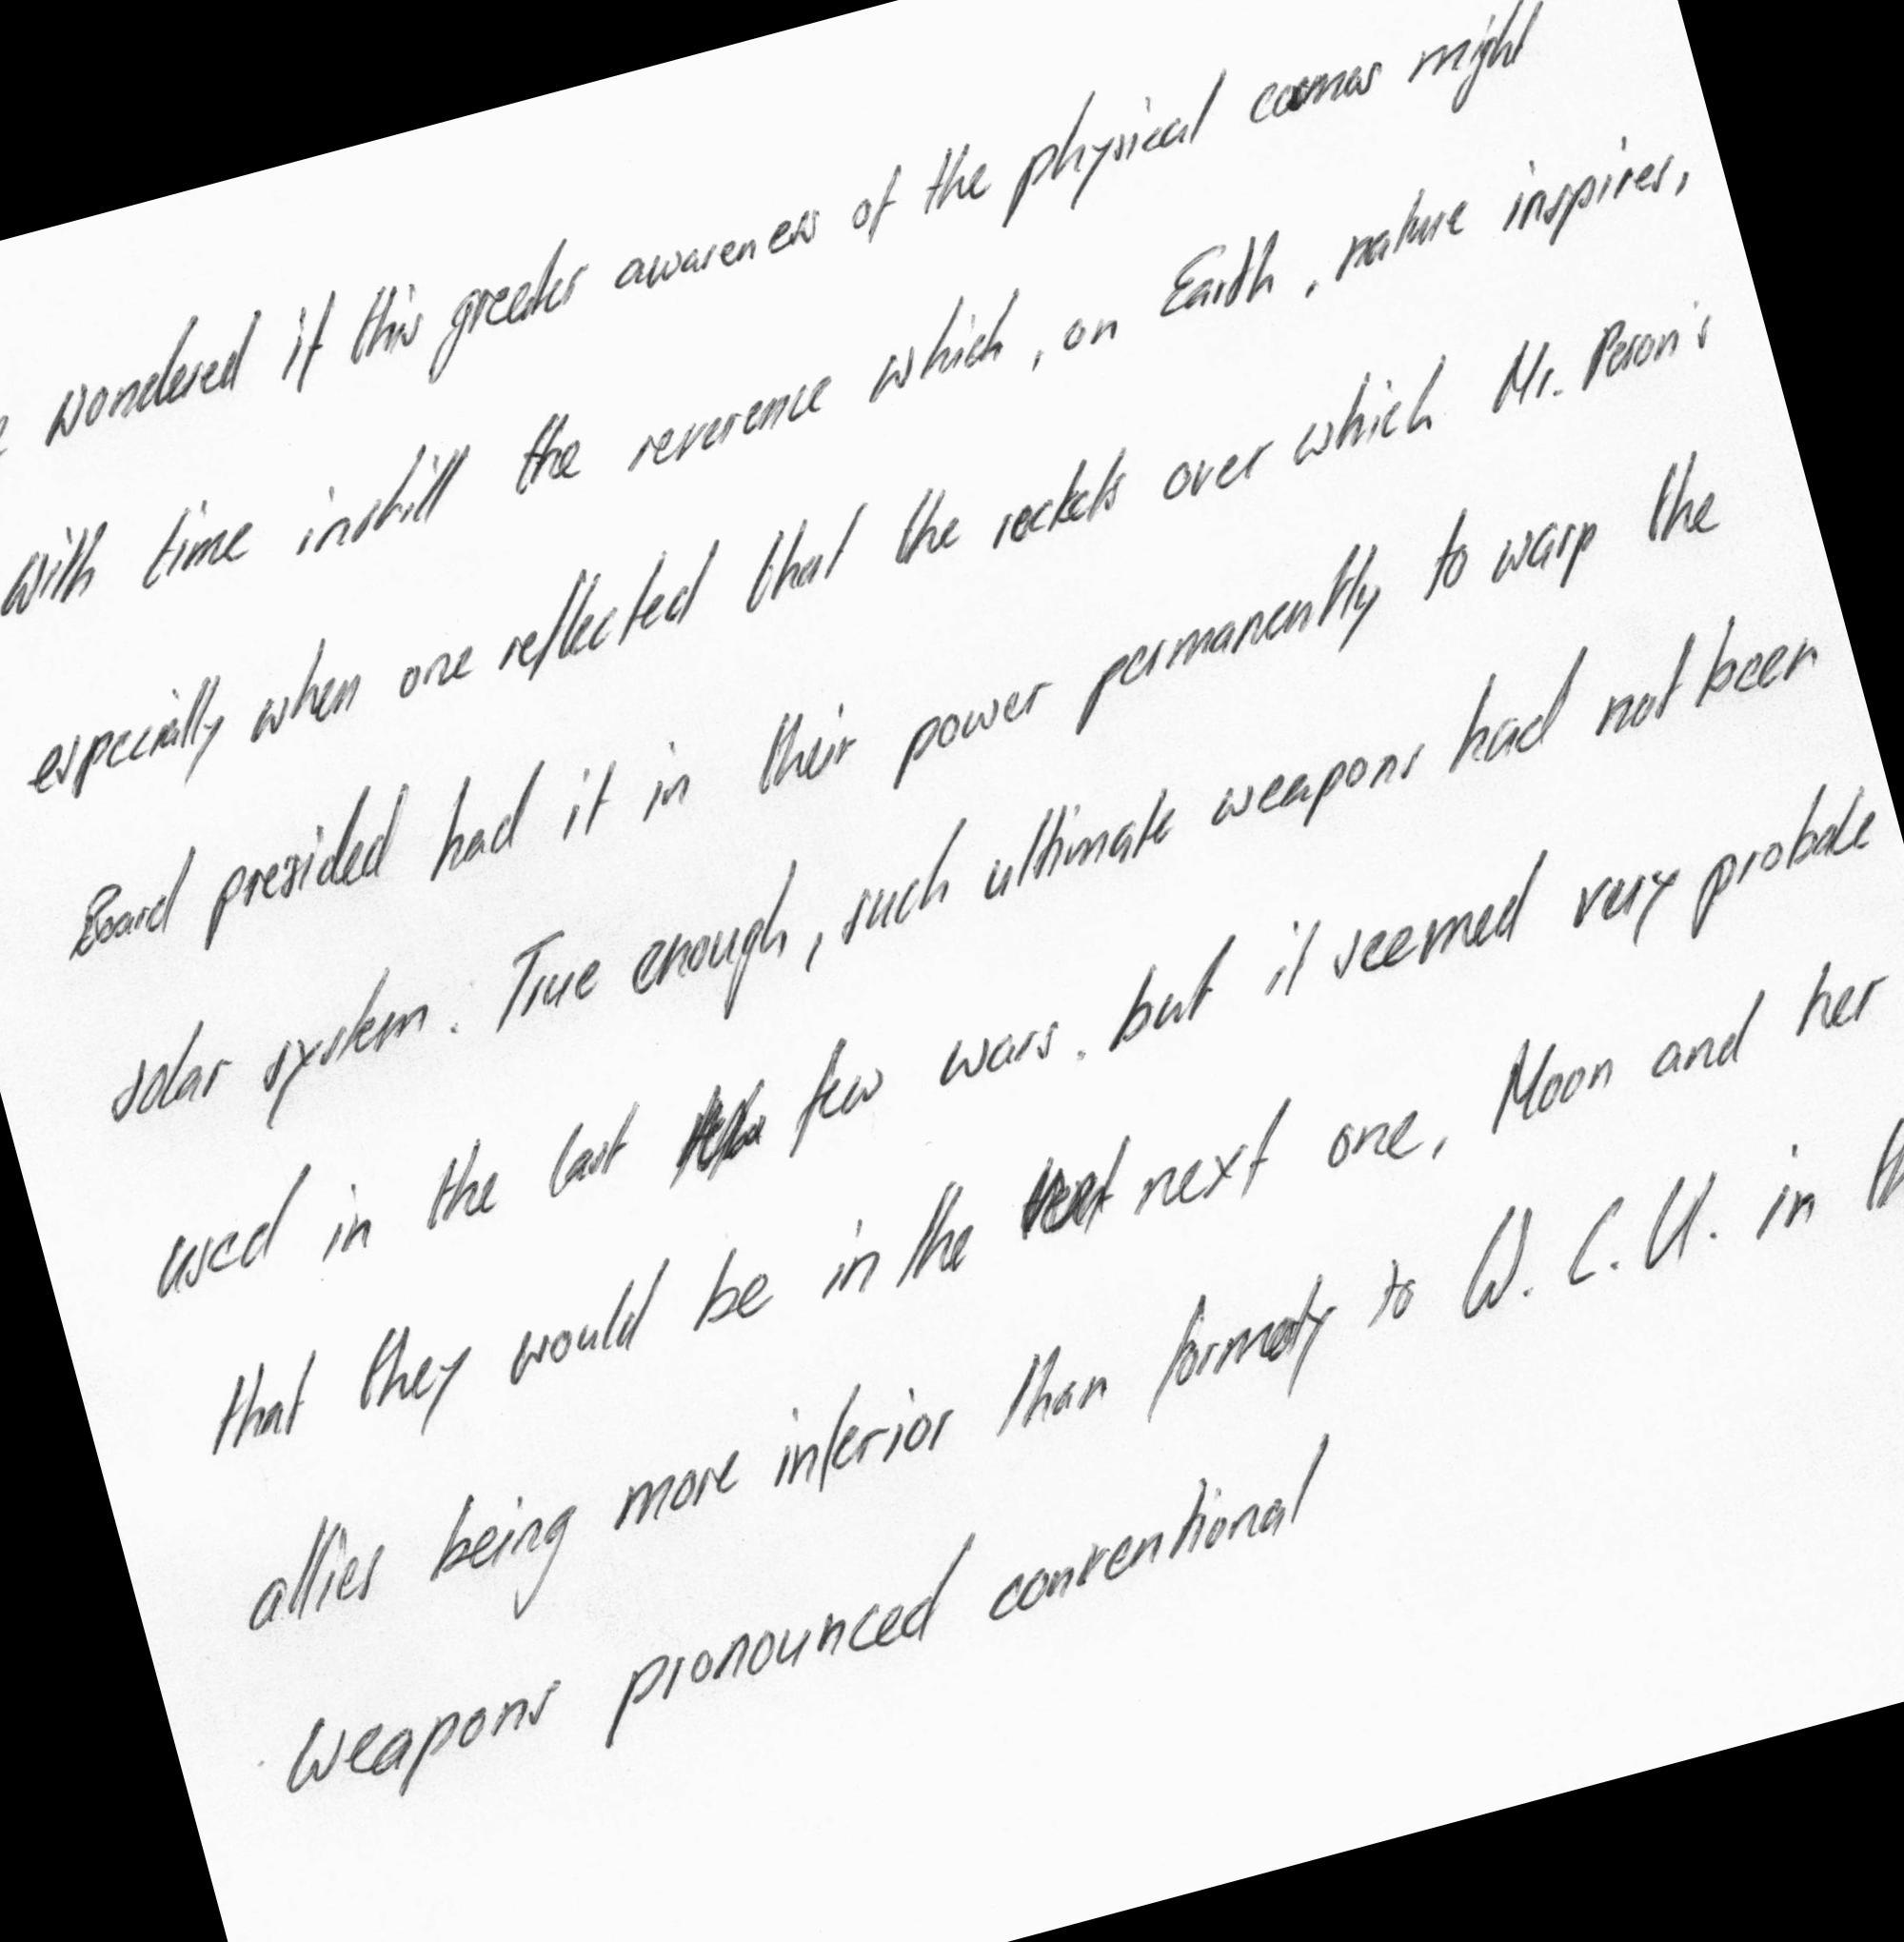 wondered if this greeter awareness of the physical cosmos might
with time instill the reverence which, on Earth, nature inspires,
especially when one reflected that the rockets over which Mr. Peron's
Board presided had it in their power permanently to warp the
solar system. True enough, such ultimate weapons had not been
used in the last few wars. but it seemed very probable
that they would be in the next one, Moon and her
allies being more inferior than formerly to W. C. U. in
weapons pronounced conventional